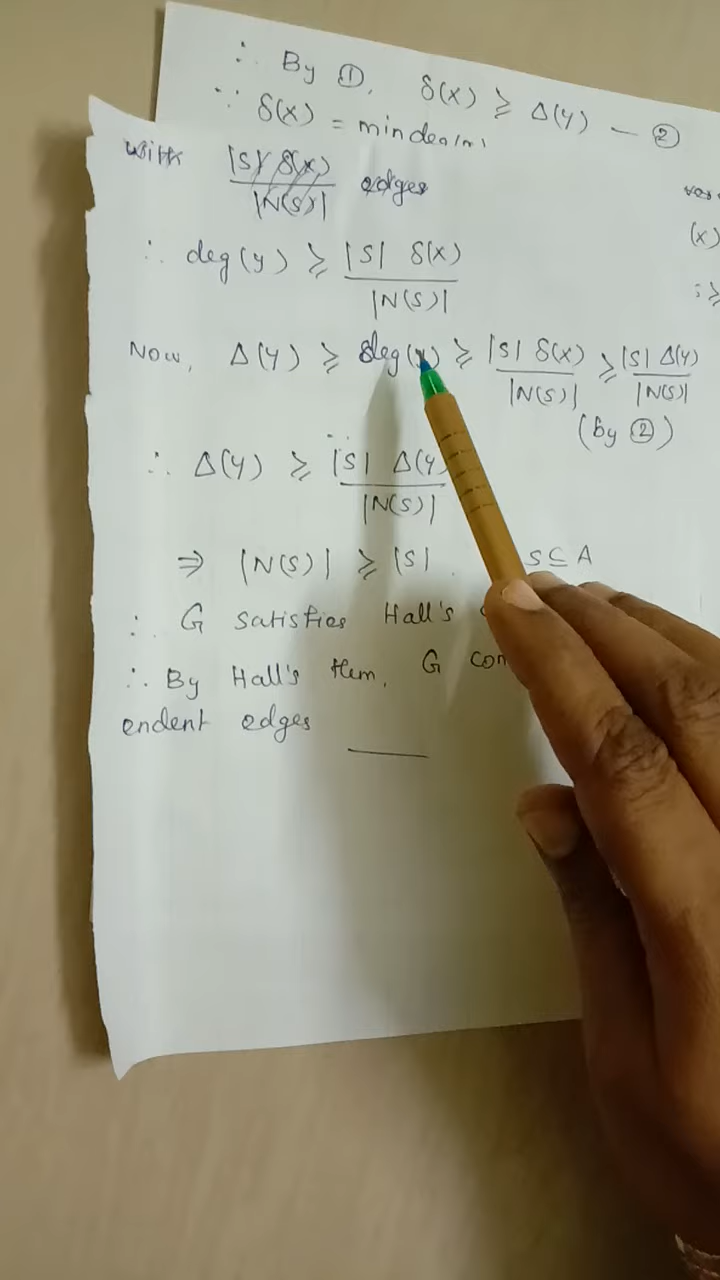 ∴ By ①, δ(x) ≥ Δ(y) — ②
∵ δ(x) = min deg(x)
with |S| δ(x) / |N(S)| edges
(x)
∴ deg(y) ≥ |S| δ(x) / |N(S)|
Now, Δ(y) ≥ deg(y) ≥ |S| δ(x) / |N(S)| ≥ |S| Δ(y) / |N(S)|
(by ②)
∴ Δ(y) ≥ |S| Δ(y / |N(S)|
⇒ |N(S)| ≥ |S|. S ⊆ A
∴ G satisfies Hall's
∴ By Hall's thm, G con
endent edges